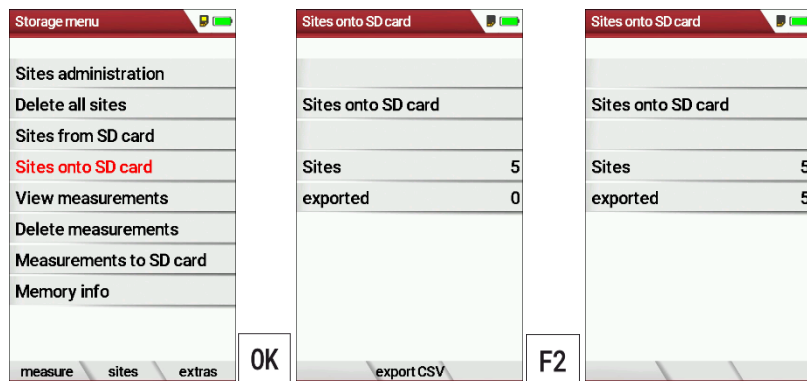 Storage menu
Sites administration
Delete all sites
Sites from SD card
Sites onto SD card
View measurements
Delete measurements
Measurements to SD card
Memory info
measure sites extras
OK
Sites onto SD card
Sites onto SD card
Sites 5
exported 0
export CSV
F2
Sites onto SD card
Sites onto SD card
Sites 5
exported 5